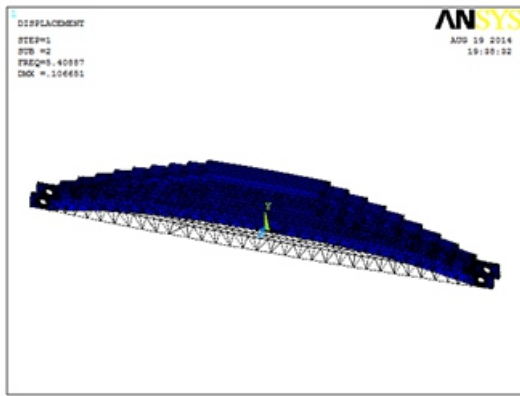 1
DISPLACEMENT
STEP=1
SUB =2
FREQ=5.40887
DMX =.106651
ANSYS
AUG 19 2014
19:38:32
Y